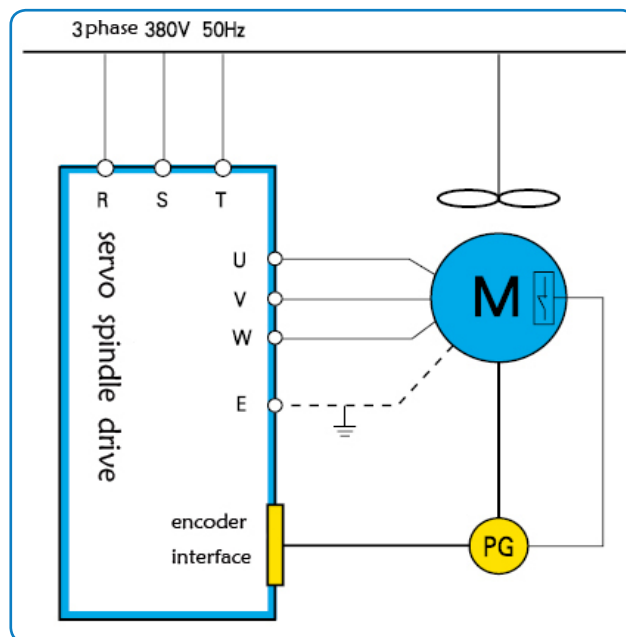 3 phase 380V 50Hz
R S T
servo spindle drive
U
V
W
E
M
encoder
interface
PG